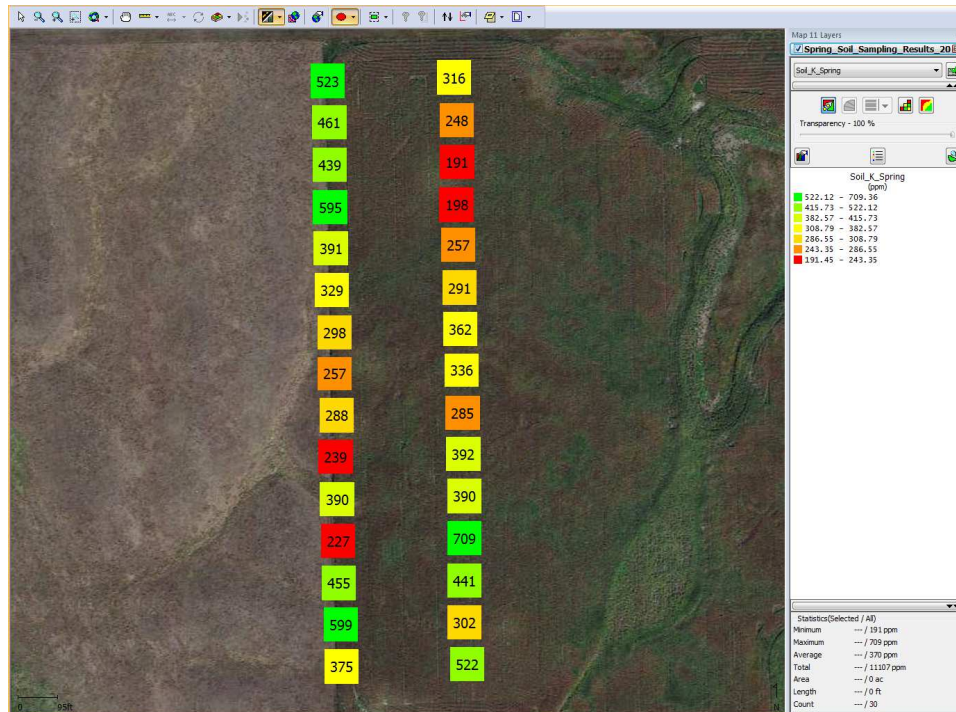 Map 11 Layers
Spring_Soil_Sampling_Results_20
Soil_K_Spring
Transparency - 100 %
Soil_K_Spring
(ppm)
522.12 - 709.36
415.73 - 522.12
382.57 - 415.73
308.79 - 382.57
286.55 - 308.79
243.35 - 286.55
191.45 - 243.35
523 316
461 248
439 191
595 198
391 257
329 291
298 362
257 336
288 285
239 392
390 390
227 709
455 441
599 302
375 522
0 95ft
N
Statistics(Selected / All)
Minimum --- / 191 ppm
Maximum --- / 709 ppm
Average --- / 370 ppm
Total --- / 11107 ppm
Area --- / 0 ac
Length --- / 0 ft
Count --- / 30